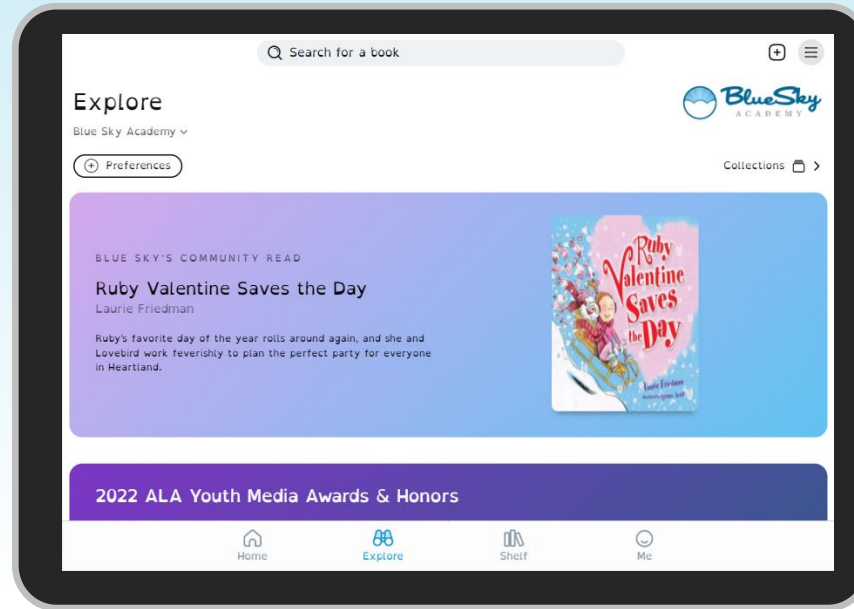 Search for a book
Explore
BlueSky
ACADEMY
Blue Sky Academy
Preferences
Collections
BLUE SKY'S COMMUNITY READ
Ruby Valentine Saves the Day
Laurie Friedman
Ruby's favorite day of the year rolls around again, and she and
Lovebird work feverishly to plan the perfect party for everyone
in Heartland.
Ruby
Valentine
Saves
the Day
Laurie Friedman
2022 ALA Youth Media Awards & Honors
Home
Explore
Shelf
Me